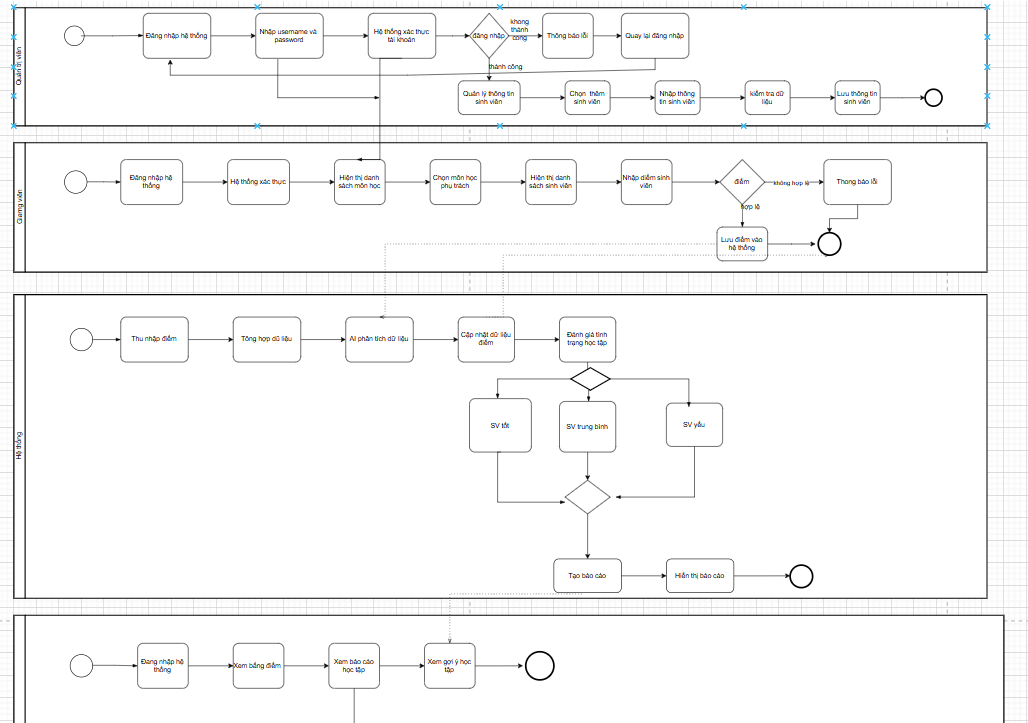 Quản trị viên
Đăng nhập hệ thống
Nhập username và
password
Hệ thống xác thực
tài khoản
đăng nhập
khong
thành
công
Thông báo lỗi
Quay lại đăng nhập
thành công
Quản lý thông tin
sinh viên
Chọn thêm
sinh viên
Nhập thông
tin sinh viên
kiểm tra dữ
liệu
Lưu thông tin
sinh viên
Giảng viên
Đăng nhập hệ
thống
Hệ thống xác thực
Hiện thị danh
sách môn học
Chọn môn học
phụ trách
Hiện thị danh
sách sinh viên
Nhập điểm sinh
viên
điểm
không hợp lệ
Thong báo lỗi
hợp lệ
Lưu điểm vào
hệ thống
Hệ thống
Thu nhập điểm
Tổng hợp dữ liệu
AI phân tích dữ liệu
Cập nhật dữ liệu
điểm
Đánh giá tình
trạng học tập
SV tốt
SV trung bình
SV yếu
Tạo báo cáo
Hiển thị báo cáo
Đang nhập hệ
thống
Xem bảng điểm
Xem báo cáo
học tập
Xem gợi ý học
tập